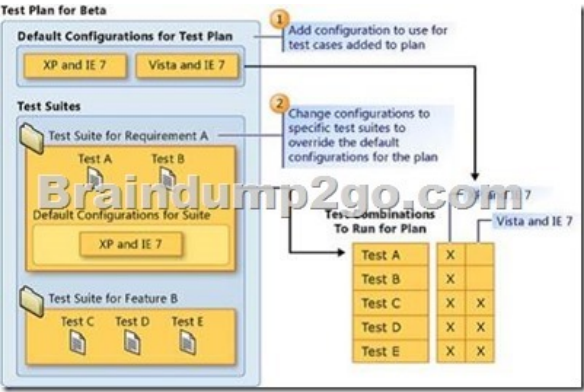 Test Plan for Beta
Default Configurations for Test Plan
XP and IE 7
Vista and IE 7
1
Add configuration to use for
test cases added to plan
Test Suites
2
Change configurations to
specific test suites to
override the default
configurations for the plan
Test Suite for Requirement A
Test A
Test B
Braindump2go.com
Default Configurations for Suite
XP and IE 7
Test Suite for Feature B
Test C
Test D
Test E
7
Vista and IE 7
Test Combinations
To Run for Plan
Test A X
Test B X
Test C X X
Test D X X
Test E X X